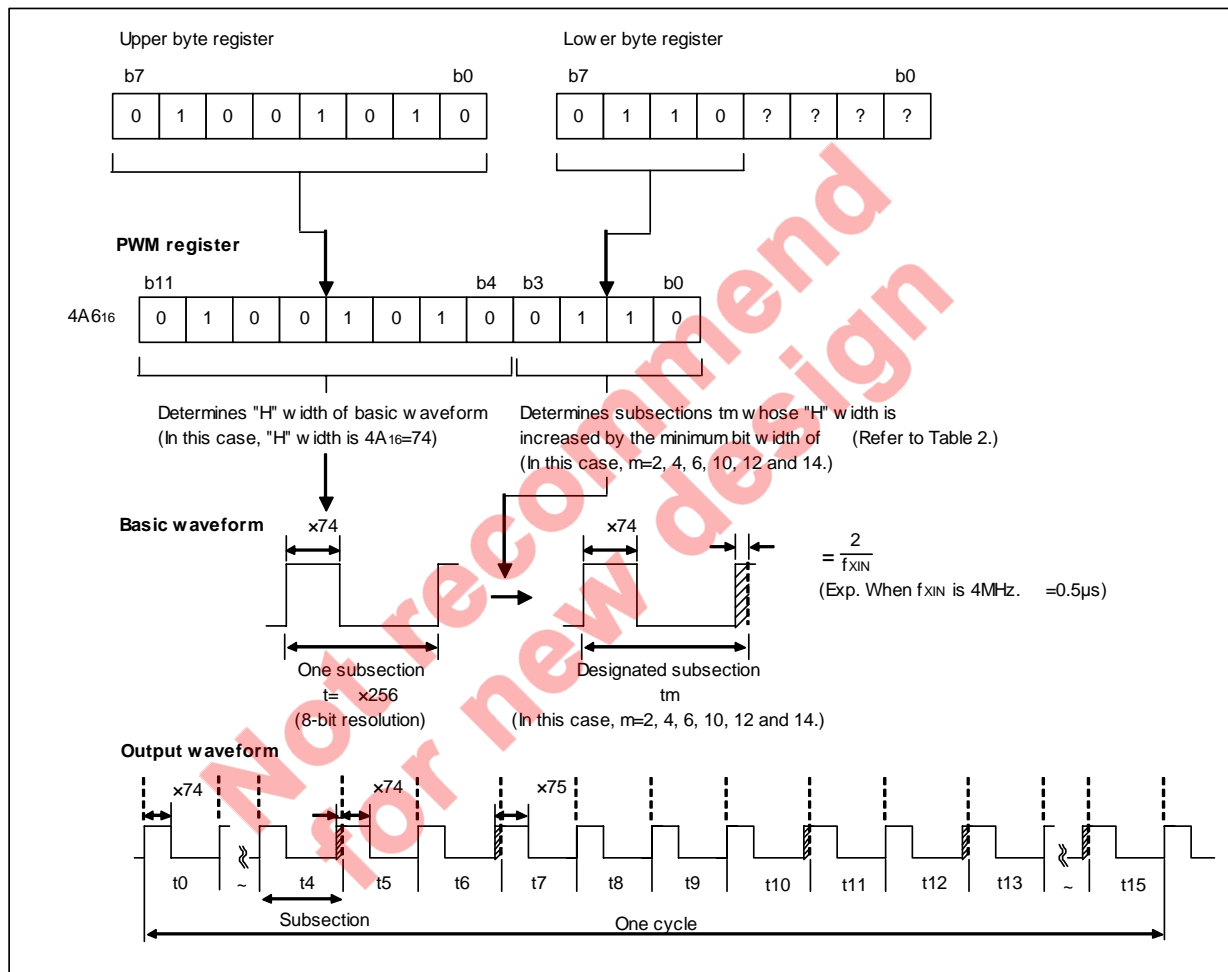 Upper byte register
Lower byte register
b7 b0
b7 b0
0 1 0 0 1 0 1 0
0 1 1 0 ? ? ? ?
PWM register
b11 b4 b3 b0
4A616
0 1 0 0 1 0 1 0 0 1 1 0
Determines "H" width of basic waveform
(In this case, "H" width is 4A16=74)
Determines subsections tm whose "H" width is
increased by the minimum bit width of (Refer to Table 2.)
(In this case, m=2, 4, 6, 10, 12 and 14.)
Basic waveform
×74
×74
= 2
fXIN
(Exp. When fXIN is 4MHz. =0.5µs)
One subsection
t= ×256
(8-bit resolution)
Designated subsection
tm
(In this case, m=2, 4, 6, 10, 12 and 14.)
Output waveform
×74 ×74 ×75
t0 ~ t4 t5 t6 t7 t8 t9 t10 t11 t12 t13 ~ t15
Subsection
One cycle
Not recommend
for new design